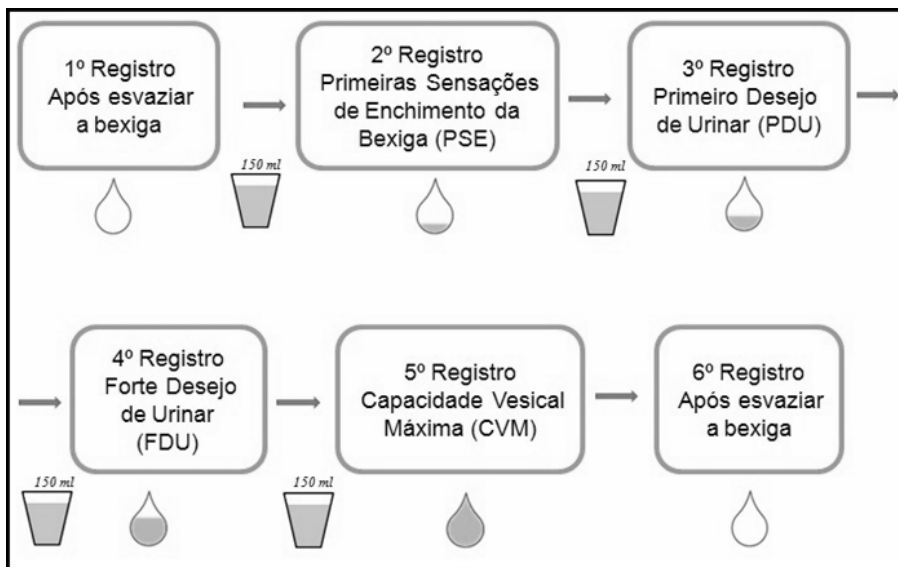 1º Registro
Após esvaziar
a bexiga
150 ml
2º Registro
Primeiras Sensações
de Enchimento da
Bexiga (PSE)
150 ml
3º Registro
Primeiro Desejo
de Urinar (PDU)
150 ml
4º Registro
Forte Desejo
de Urinar
(FDU)
150 ml
5º Registro
Capacidade Vesical
Máxima (CVM)
6º Registro
Após esvaziar
a bexiga